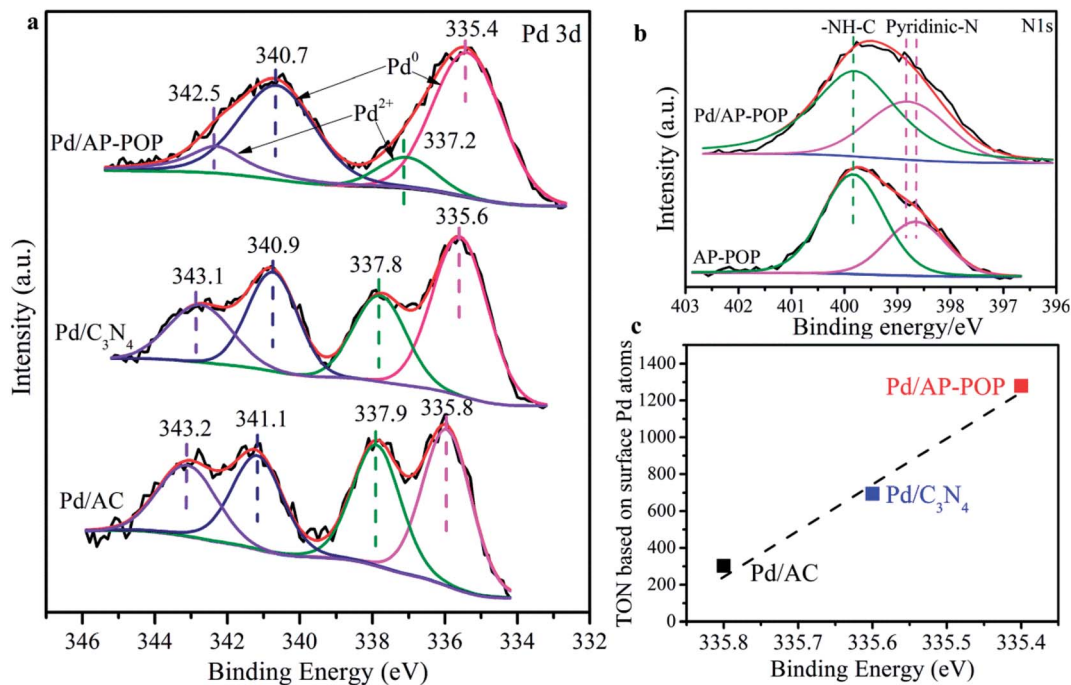 a
Pd 3d
335.4
340.7
Pd⁰
342.5
Pd²⁺
337.2
Pd/AP-POP
335.6
340.9
343.1
337.8
Pd/C₃N₄
343.2
341.1
337.9
335.8
Pd/AC
Intensity (a.u.)
346 344 342 340 338 336 334 332
Binding Energy (eV)
b
-NH-C Pyridinic-N N1s
Pd/AP-POP
AP-POP
Intensity (a.u.)
403 402 401 400 399 398 397 396
Binding energy/eV
c
1400
1200
1000
800
600
400
200
0
Pd/AP-POP
Pd/C₃N₄
Pd/AC
TON based on surface Pd atoms
335.8 335.7 335.6 335.5 335.4
Binding Energy (eV)